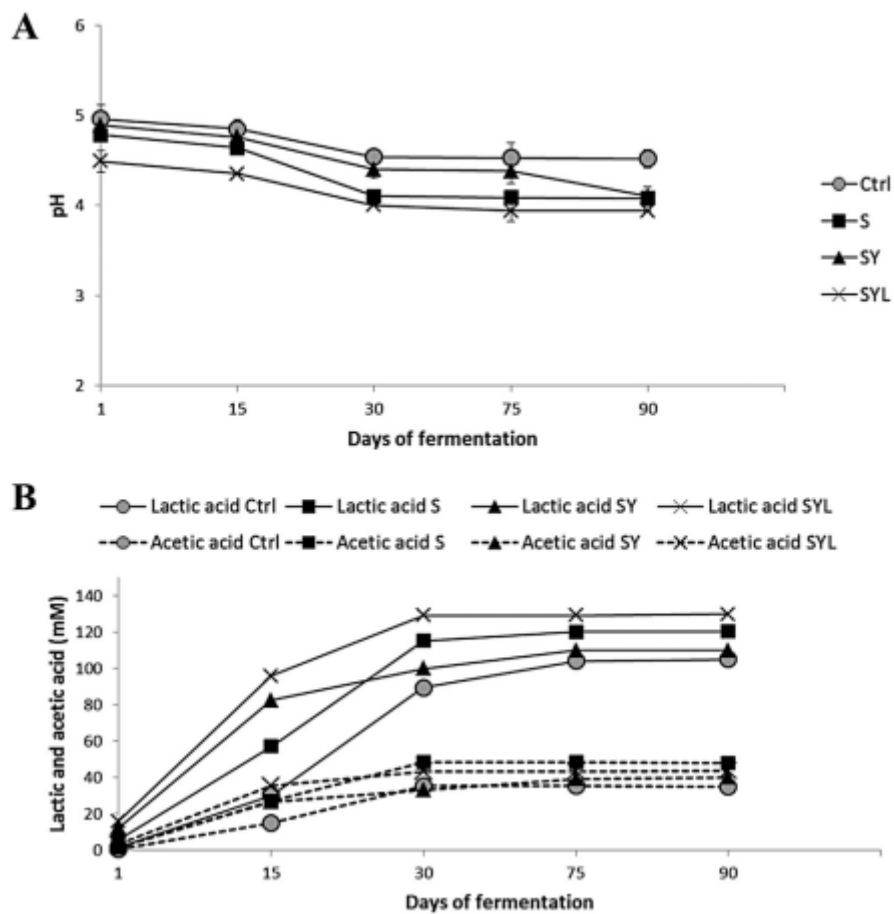 A
6
5
4
3
2
pH
1 15 30 75 90
Days of fermentation
Ctrl
S
SY
SYL
B
Lactic acid Ctrl Lactic acid S Lactic acid SY Lactic acid SYL
Acetic acid Ctrl Acetic acid S Acetic acid SY Acetic acid SYL
Lactic and acetic acid (mM)
140
120
100
80
60
40
20
0
1 15 30 75 90
Days of fermentation